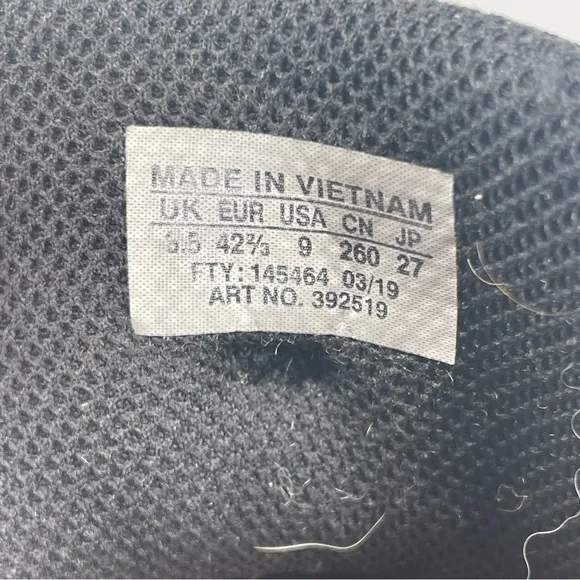 MADE IN VIETNAM
UK EUR USA CN JP
8.5 42⅔ 9 260 27
FTY: 145464 03/19
ART NO. 392519